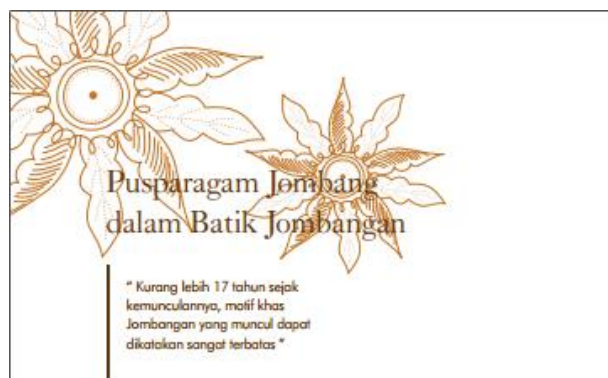 Pusparagam Jombang
dalam Batik Jombangan
“ Kurang lebih 17 tahun sejak
kemunculannya, motif khas
Jombangan yang muncul dapat
dikatakan sangat terbatas ”